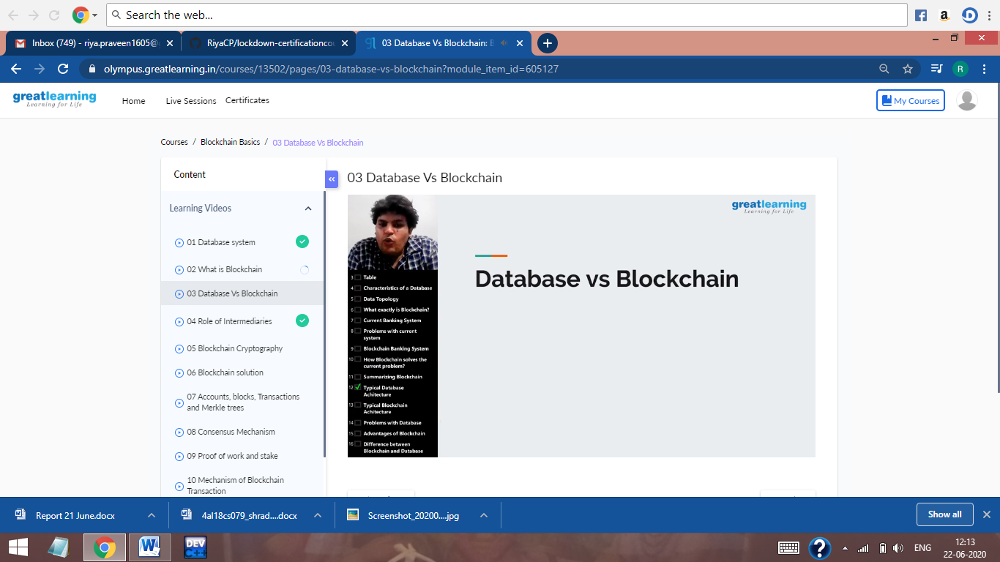 Search the web...
Inbox (749) - riya.praveen1605@g
RiyaCP/lockdown-certificationcou
03 Database Vs Blockchain: B
olympus.greatlearning.in/courses/13502/pages/03-database-vs-blockchain?module_item_id=605127
R
greatlearning
Learning for Life
Home
Live Sessions
Certificates
My Courses
Courses / Blockchain Basics / 03 Database Vs Blockchain
Content
«
Learning Videos
01 Database system
02 What is Blockchain
03 Database Vs Blockchain
04 Role of Intermediaries
05 Blockchain Cryptography
06 Blockchain solution
07 Accounts, blocks, Transactions
and Merkle trees
08 Consensus Mechanism
09 Proof of work and stake
10 Mechanism of Blockchain
Transaction
03 Database Vs Blockchain
greatlearning
Learning for Life
Database vs Blockchain
3 Table
4 Characteristics of a Database
5 Data Topology
6 What exactly is Blockchain?
7 Current Banking System
8 Problems with current
system
9 Blockchain Banking System
10 How Blockchain solves the
current problem?
11 Summarizing Blockchain
12 Typical Database
Achitecture
13 Typical Blockchain
Achitecture
14 Problems with Database
15 Advantages of Blockchain
16 Difference between
Blockchain and Database
Report 21 June.docx
4al18cs079_shrad....docx
Screenshot_20200....jpg
Show all
DEV
C++
ENG
12:13
22-06-2020